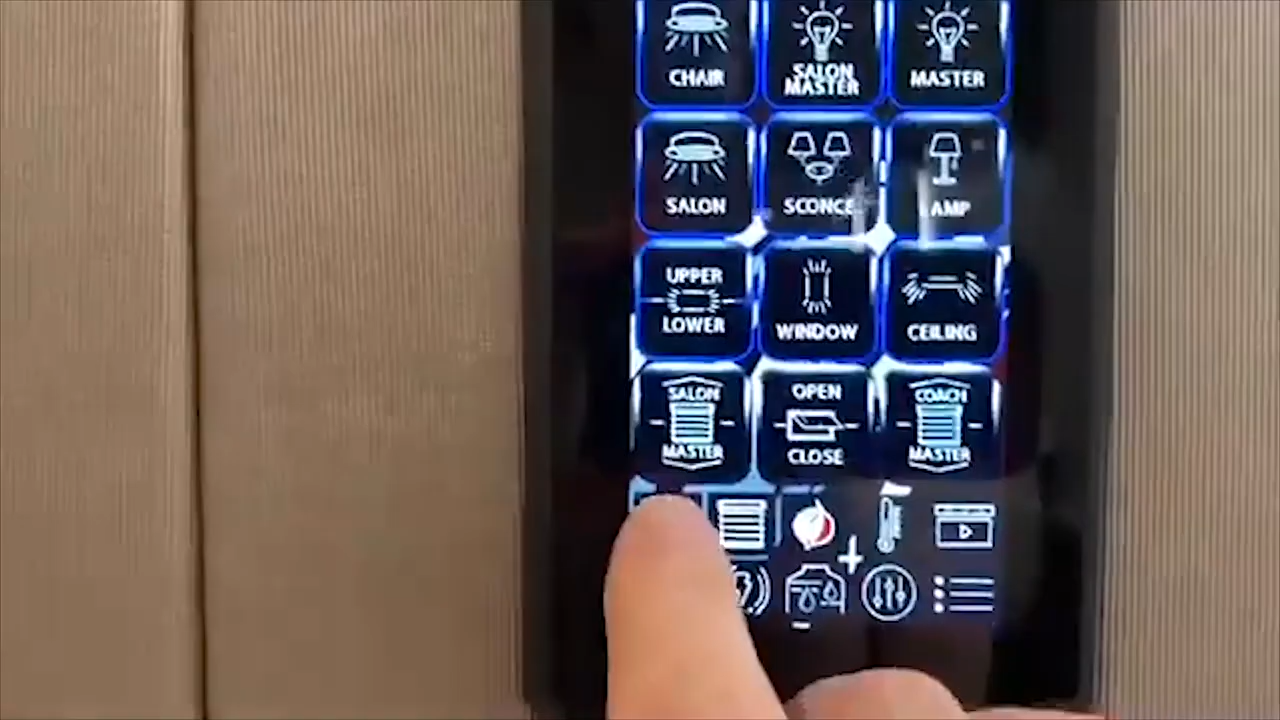 CHAIR
SALON
MASTER
MASTER
SALON
SCONCE
LAMP
UPPER
LOWER
WINDOW
CEILING
SALON
MASTER
OPEN
CLOSE
COACH
MASTER